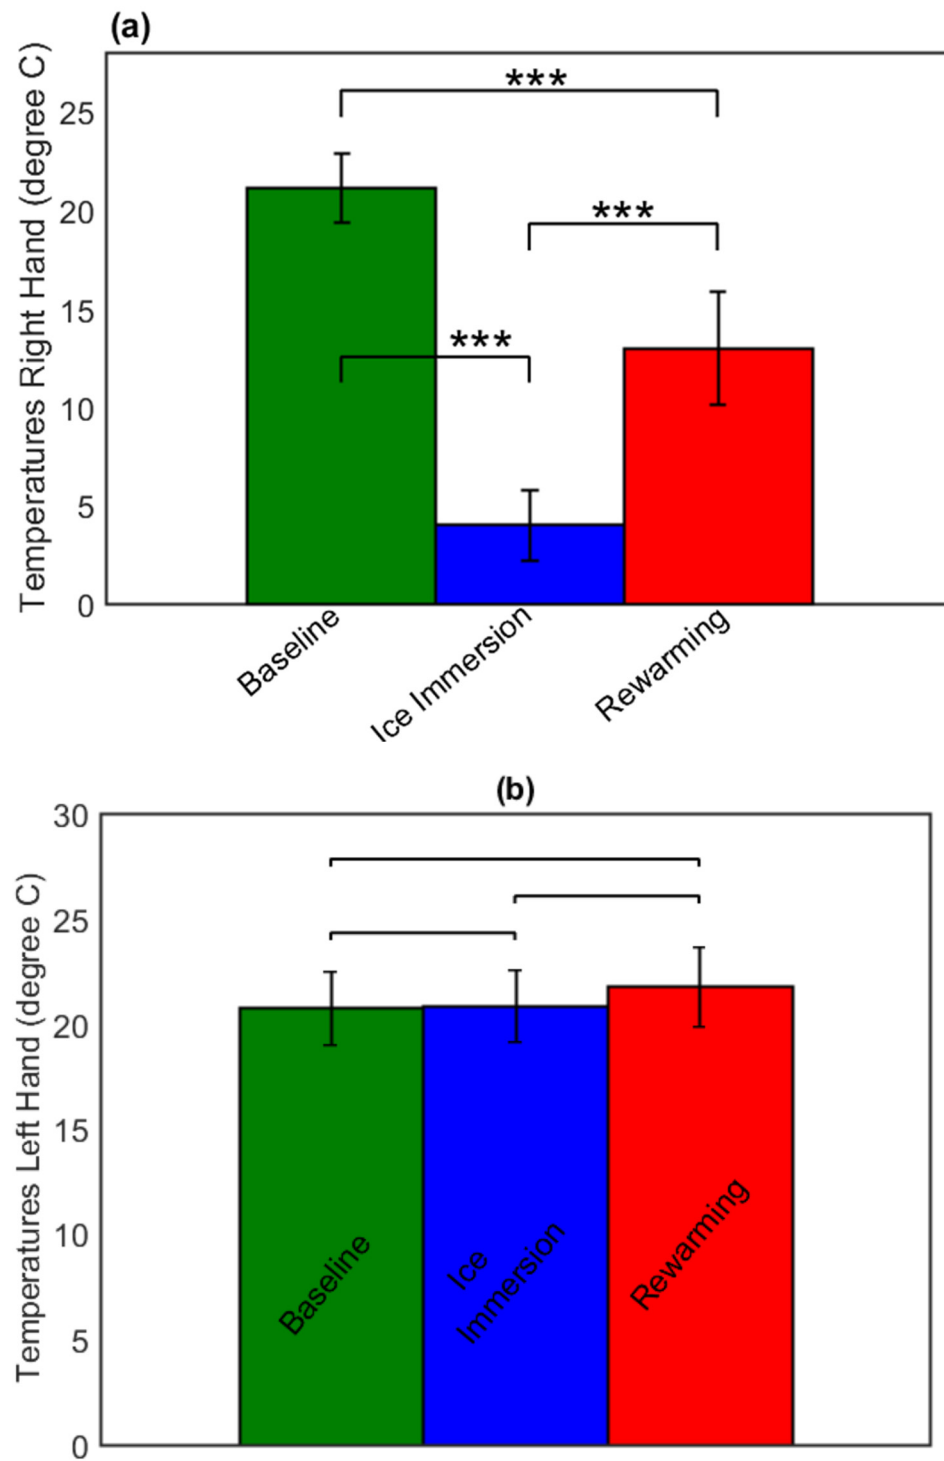 (a)
Temperatures Right Hand (degree C)
25
20
15
10
5
0
***
***
***
Baseline
Ice Immersion
Rewarming
(b)
Temperatures Left Hand (degree C)
30
25
20
15
10
5
0
Baseline
Ice
Immersion
Rewarming